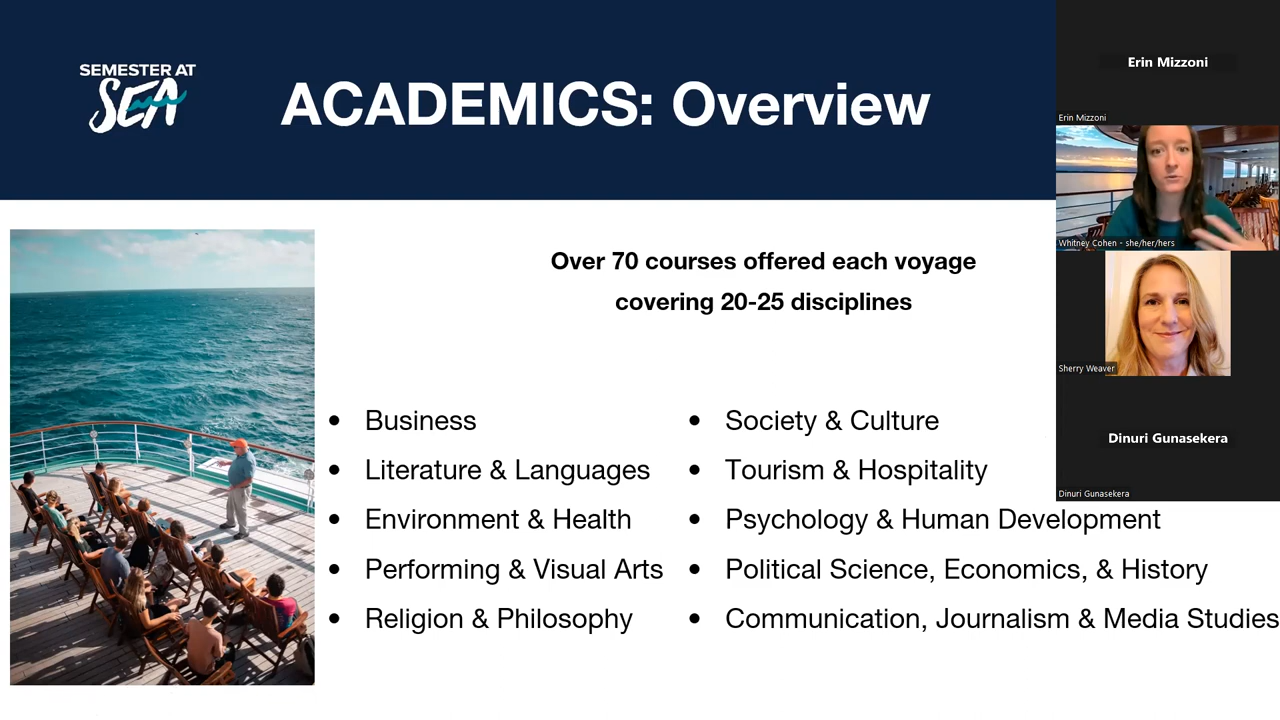 SEMESTER AT
SEA
ACADEMICS: Overview
Over 70 courses offered each voyage
covering 20-25 disciplines
• Business
• Literature & Languages
• Environment & Health
• Performing & Visual Arts
• Religion & Philosophy
• Society & Culture
• Tourism & Hospitality
• Psychology & Human Development
• Political Science, Economics, & History
• Communication, Journalism & Media Studies
Erin Mizzoni
Erin Mizzoni
Whitney Cohen - she/her/hers
Sherry Weaver
Dinuri Gunasekera
Dinuri Gunasekera